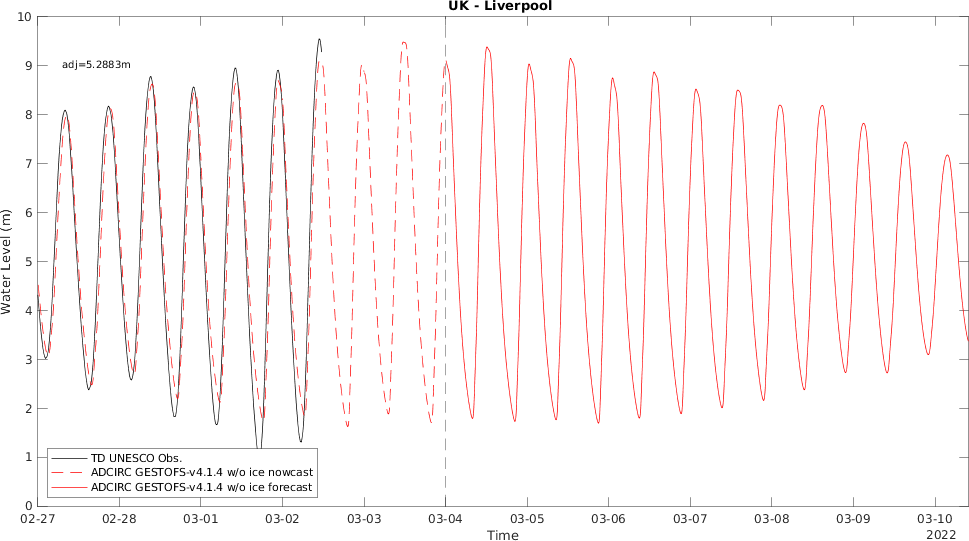 UK - Liverpool
adj=5.2883m
Water Level (m)
10
9
8
7
6
5
4
3
2
1
0
TD UNESCO Obs.
ADCIRC GESTOFS-v4.1.4 w/o ice nowcast
ADCIRC GESTOFS-v4.1.4 w/o ice forecast
02-27 02-28 03-01 03-02 03-03 03-04 03-05 03-06 03-07 03-08 03-09 03-10
Time
2022